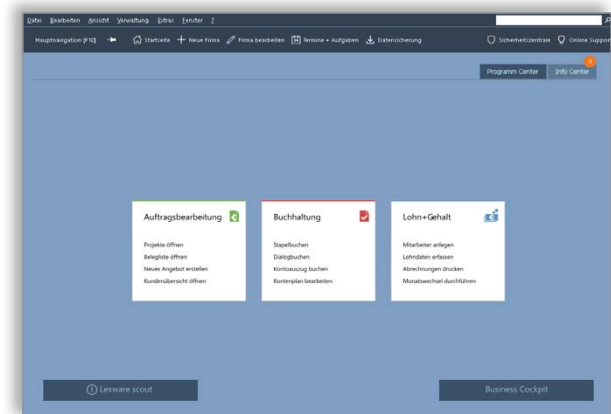 Datei Bearbeiten Ansicht Verwaltung Extras Fenster ?
Hauptnavigation [F10] Startseite Neue Firma Firma bearbeiten Termine + Aufgaben Datensicherung Sicherheitszentrale Online Support
4
Programm Center Info Center
Auftragsbearbeitung
Projekte öffnen
Belegliste öffnen
Neues Angebot erstellen
Kundenübersicht öffnen
Buchhaltung
Stapelbuchen
Dialogbuchen
Kontoauszug buchen
Kontenplan bearbeiten
Lohn+Gehalt
Mitarbeiter anlegen
Lohndaten erfassen
Abrechnungen drucken
Monatswechsel durchführen
Lexware scout
Business Cockpit